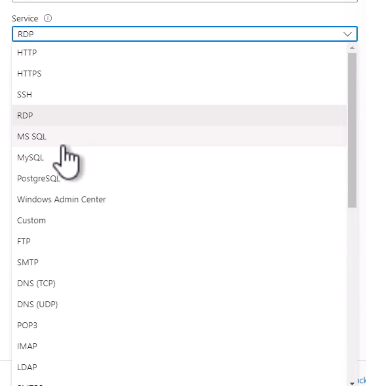 Service
RDP
HTTP
HTTPS
SSH
RDP
MS SQL
MySQL
PostgreSQL
Windows Admin Center
Custom
FTP
SMTP
DNS (TCP)
DNS (UDP)
POP3
IMAP
LDAP